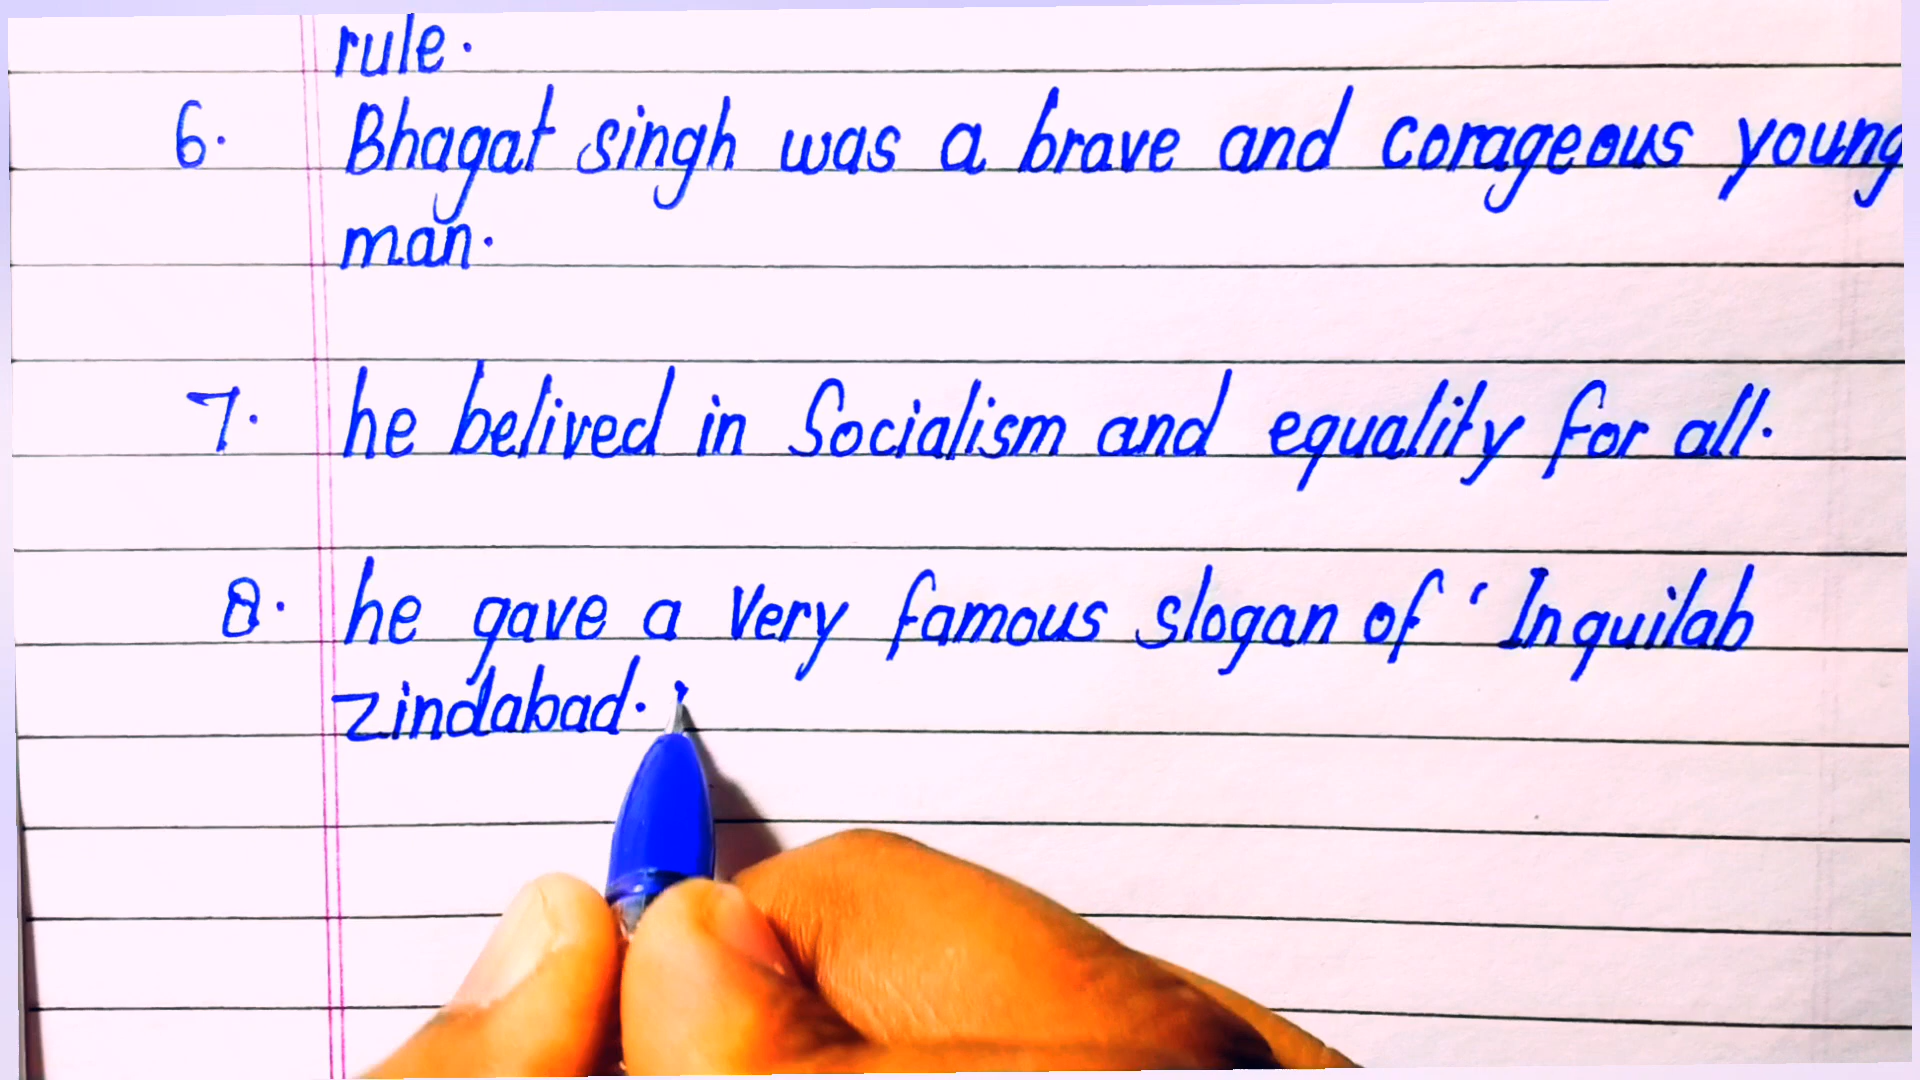 rule.
6. Bhagat singh was a brave and corageous young
man.
7. he belived in Socialism and equality for all.
8. he gave a very famous slogan of ' Inquilab
zindabad. '